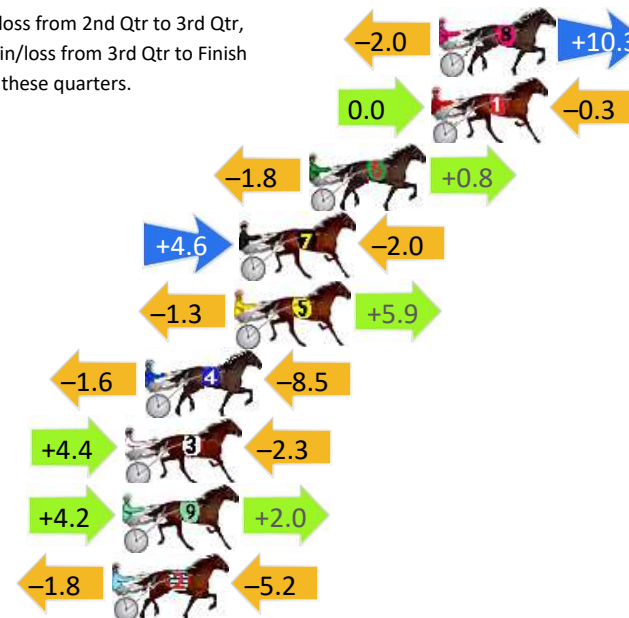 loss from 2nd Qtr to 3rd Qtr,
in/loss from 3rd Qtr to Finish
these quarters.
–2.0 8 +10.3
0.0 1 –0.3
–1.8 6 +0.8
+4.6 7 –2.0
–1.3 5 +5.9
–1.6 4 –8.5
+4.4 3 –2.3
+4.2 9 +2.0
–1.8 2 –5.2